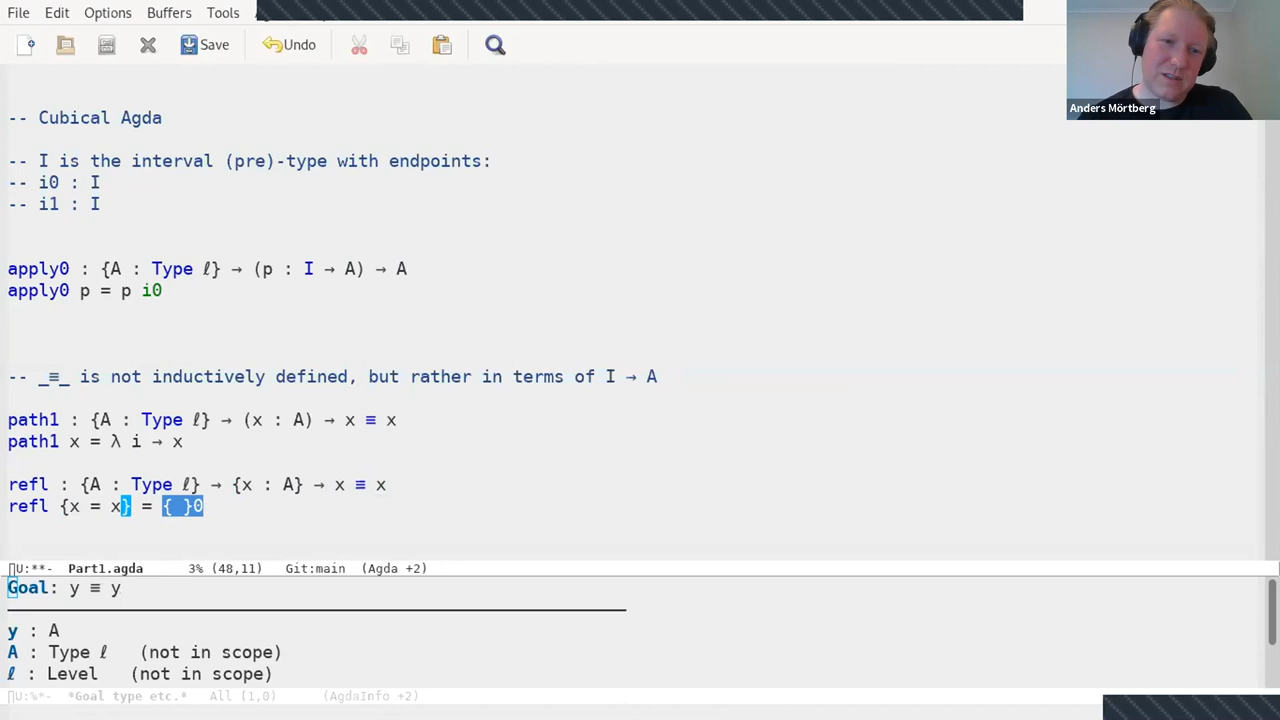 File Edit Options Buffers Tools
Save Undo
Anders Mörtberg
-- Cubical Agda
-- I is the interval (pre)-type with endpoints:
-- i0 : I
-- i1 : I
apply0 : {A : Type ℓ} → (p : I → A) → A
apply0 p = p i0
-- _≡_ is not inductively defined, but rather in terms of I → A
path1 : {A : Type ℓ} → (x : A) → x ≡ x
path1 x = λ i → x
refl : {A : Type ℓ} → {x : A} → x ≡ x
refl {x = x} = { }0
U:**- Part1.agda 3% (48,11) Git:main (Agda +2)
Goal: y ≡ y
y : A
A : Type ℓ (not in scope)
ℓ : Level (not in scope)
U:%*- *Goal type etc.* All (1,0) (AgdaInfo +2)